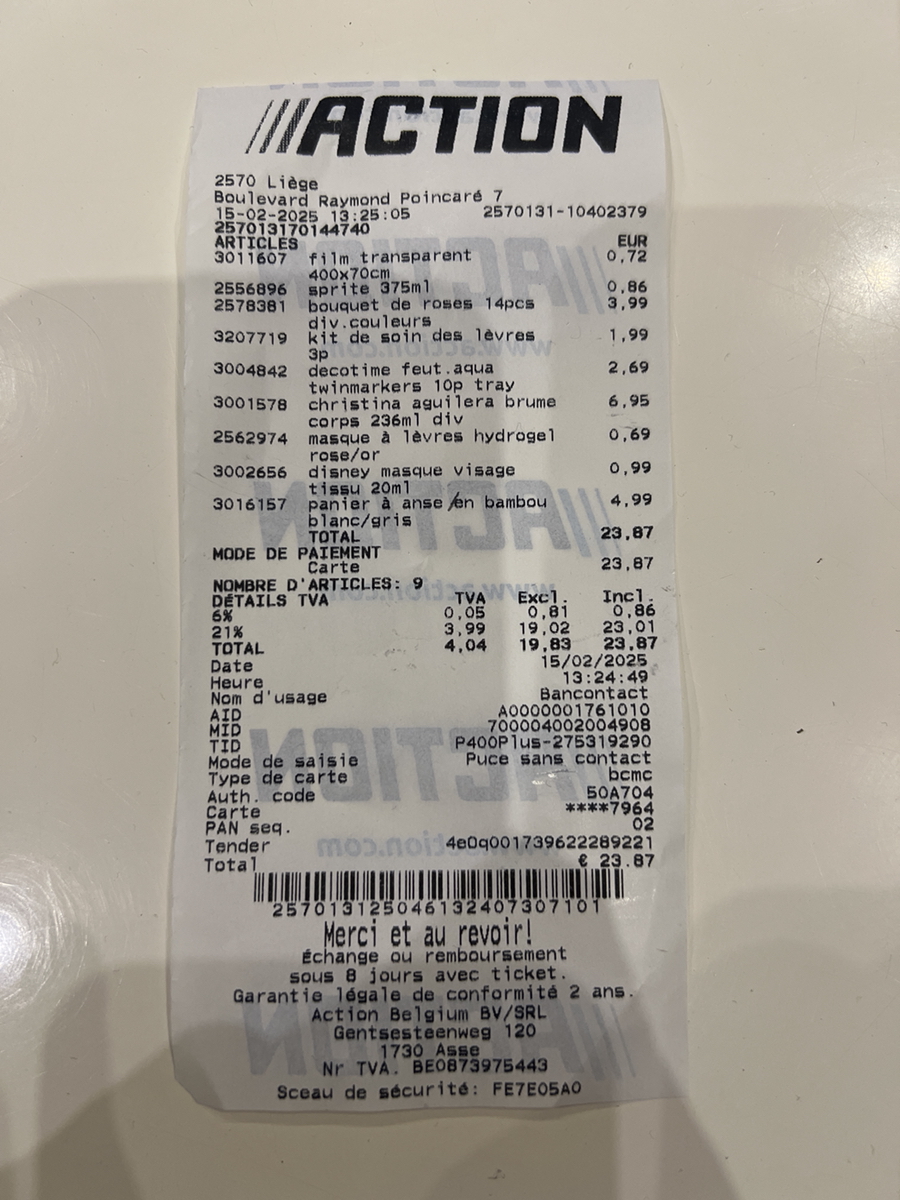 ///ACTION
2570 Liège
Boulevard Raymond Poincaré 7
15-02-2025 13:25:05 2570131-10402379
257013170144740
ARTICLES EUR
3011607 film transparent 0,72
400x70cm
2556896 sprite 375ml 0,86
2578381 bouquet de roses 14pcs 3,99
div.couleurs
3207719 kit de soin des lèvres 1,99
3p
3004842 decotime feut.aqua 2,69
twinmarkers 10p tray
3001578 christina aguilera brume 6,95
corps 236ml div
2562974 masque à lèvres hydrogel 0,69
rose/or
3002656 disney masque visage 0,99
tissu 20ml
3016157 panier à anse en bambou 4,99
blanc/gris
TOTAL 23,87
MODE DE PAIEMENT
Carte 23,87
NOMBRE D'ARTICLES: 9
DÉTAILS TVA TVA Excl. Incl.
6% 0,05 0,81 0,86
21% 3,99 19,02 23,01
TOTAL 4,04 19,83 23,87
Date 15/02/2025
Heure 13:24:49
Nom d'usage Bancontact
AID A0000001761010
MID 700004002004908
TID P400Plus-275319290
Mode de saisie Puce sans contact
Type de carte bcmc
Auth. code 50A704
Carte ****7964
PAN seq. 02
Tender 4e0q001739622289221
Total € 23.87
2570131250461324073071​01
Merci et au revoir!
Échange ou remboursement
sous 8 jours avec ticket.
Garantie légale de conformité 2 ans.
Action Belgium BV/SRL
Gentsesteenweg 120
1730 Asse
Nr TVA. BE0873975443
Sceau de sécurité: FE7E05A0